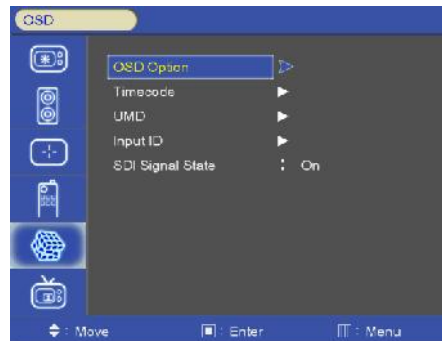 OSD
OSD Option
Timecode
UMD
Input ID
SDI Signal State : On
: Move : Enter : Menu